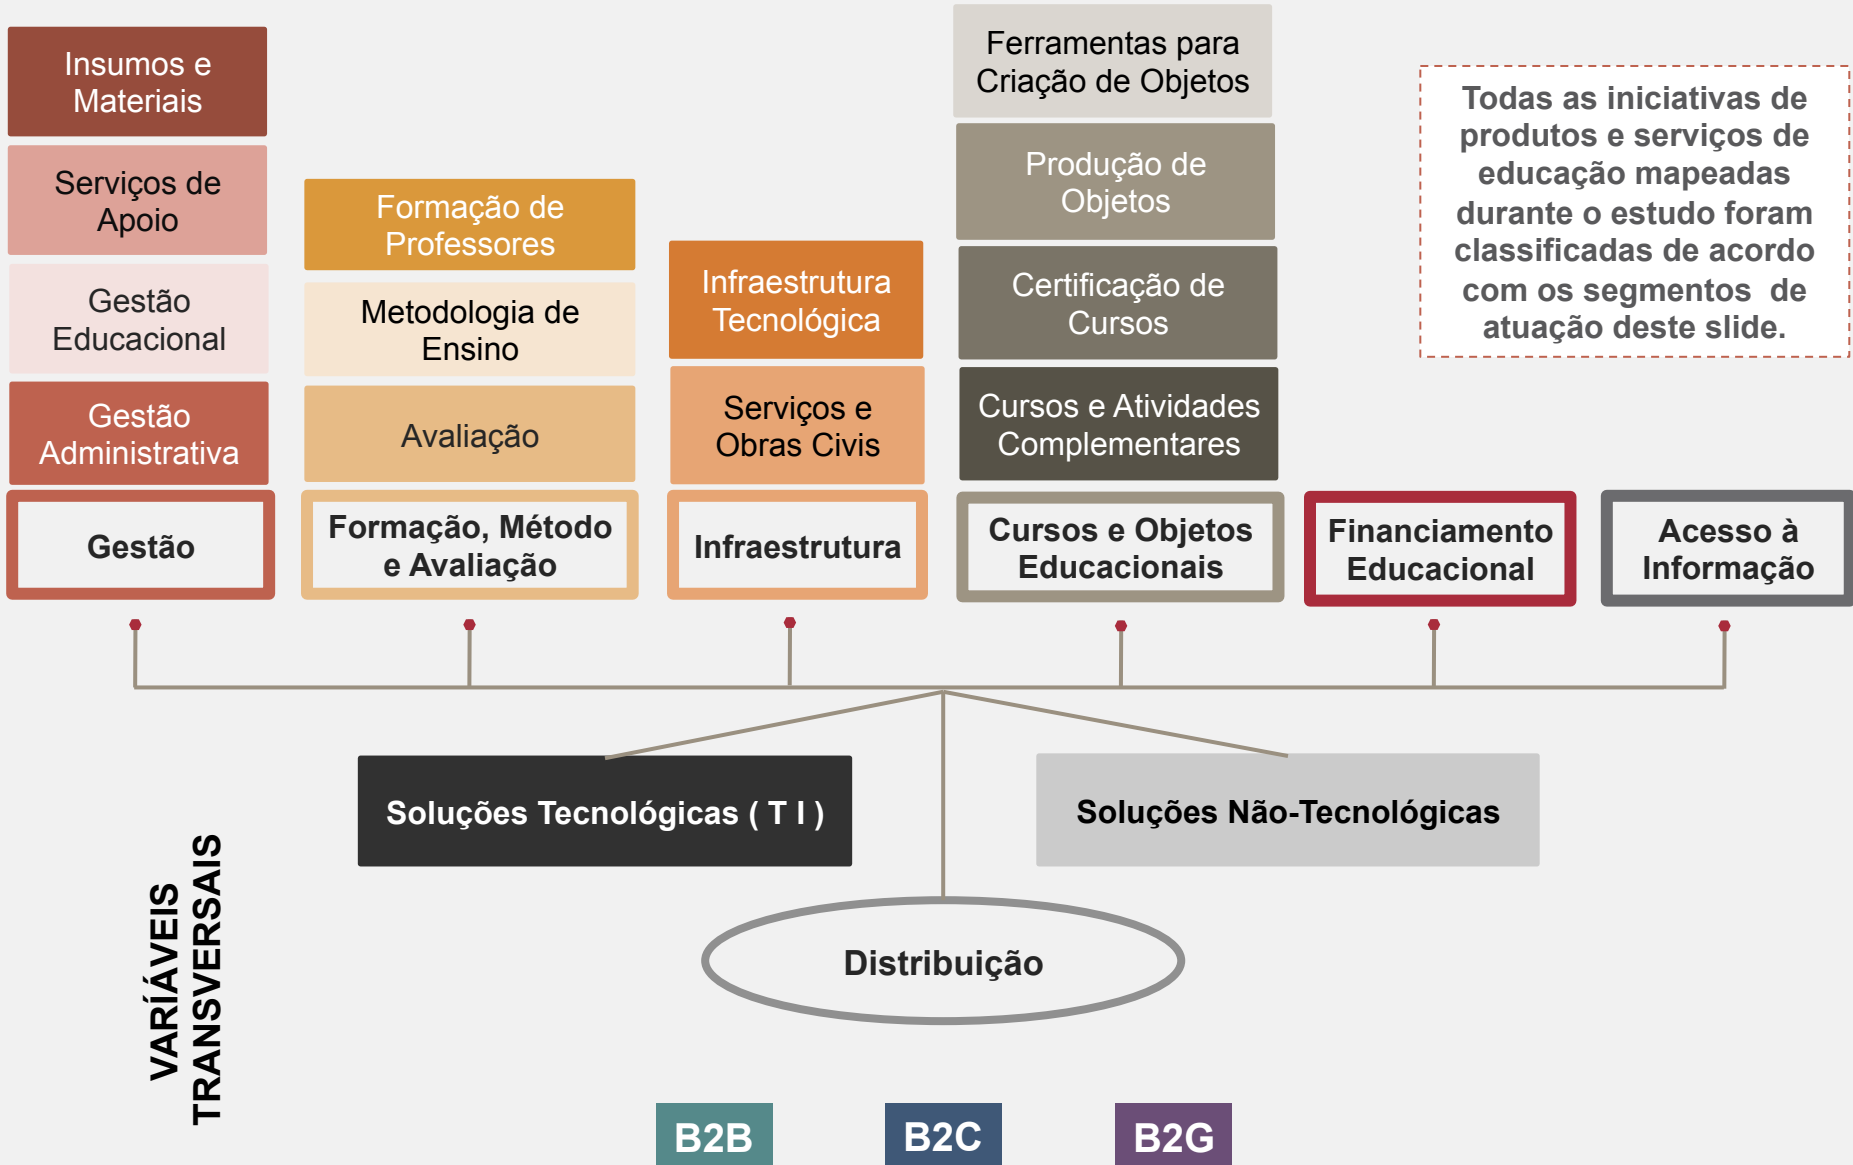 Insumos e
Materiais
Serviços de
Apoio
Gestão
Educacional
Gestão
Administrativa
Gestão
Formação de
Professores
Metodologia de
Ensino
Avaliação
Formação, Método
e Avaliação
Infraestrutura
Tecnológica
Serviços e
Obras Civis
Infraestrutura
Ferramentas para
Criação de Objetos
Produção de
Objetos
Certificação de
Cursos
Cursos e Atividades
Complementares
Cursos e Objetos
Educacionais
Financiamento
Educacional
Acesso à
Informação
Todas as iniciativas de
produtos e serviços de
educação mapeadas
durante o estudo foram
classificadas de acordo
com os segmentos de
atuação deste slide.
Soluções Tecnológicas ( T I )
Soluções Não-Tecnológicas
Distribuição
VARÍÁVEIS
TRANSVERSAIS
B2B
B2C
B2G